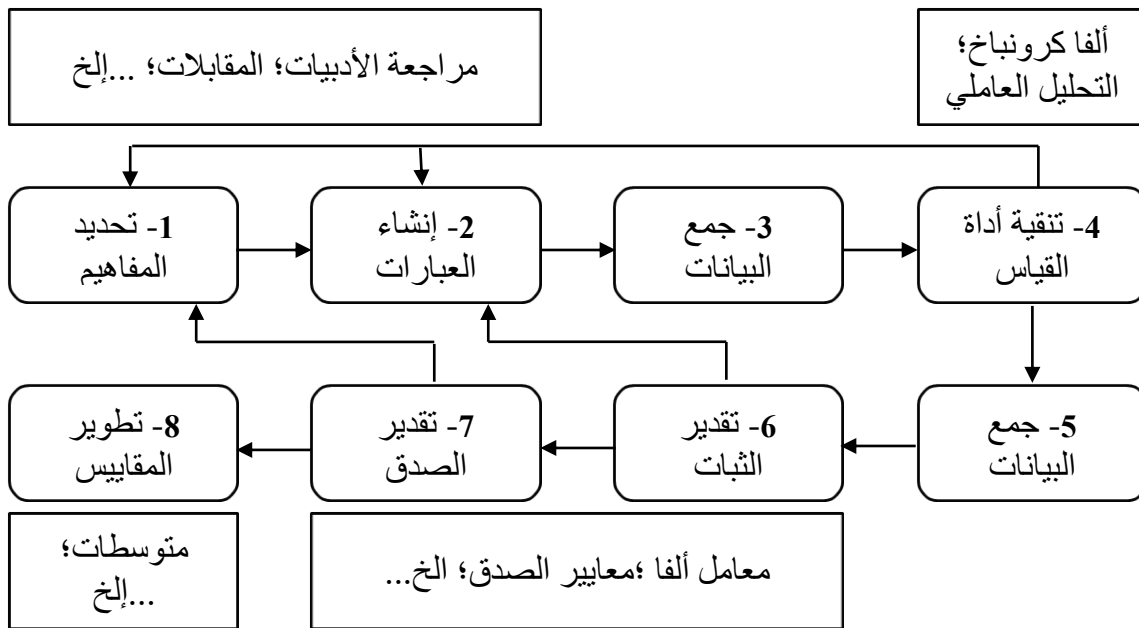 مراجعة الأدبيات؛ المقابلات؛ ...إلخ
ألفا كرونباخ؛
التحليل العاملي
1- تحديد
المفاهيم
2- إنشاء
العبارات
3- جمع
البيانات
4- تنقية أداة
القياس
5- جمع
البيانات
6- تقدير
الثبات
7- تقدير
الصدق
8- تطوير
المقاييس
معامل ألفا ؛معايير الصدق؛ الخ...
متوسطات؛
...إلخ